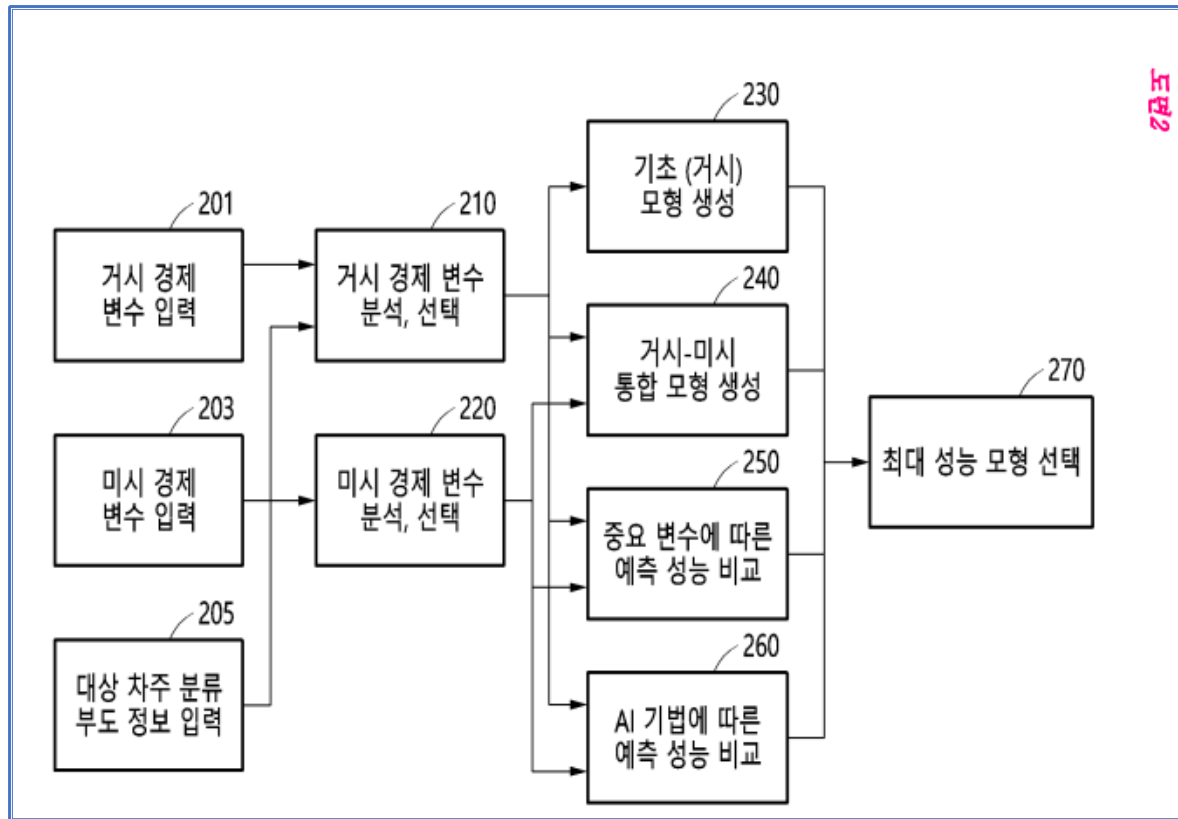 도면2
201
거시 경제
변수 입력
203
미시 경제
변수 입력
205
대상 차주 분류
부도 정보 입력
210
거시 경제 변수
분석, 선택
220
미시 경제 변수
분석, 선택
230
기초 (거시)
모형 생성
240
거시-미시
통합 모형 생성
250
중요 변수에 따른
예측 성능 비교
260
AI 기법에 따른
예측 성능 비교
270
최대 성능 모형 선택